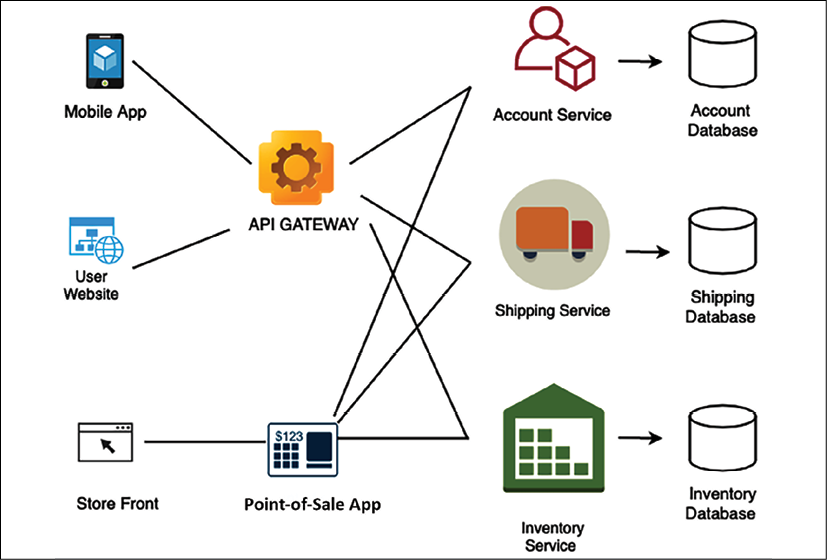 Mobile App
API GATEWAY
User
Website
Store Front
$123
Point-of-Sale App
Account Service
Account
Database
Shipping Service
Shipping
Database
Inventory
Service
Inventory
Database